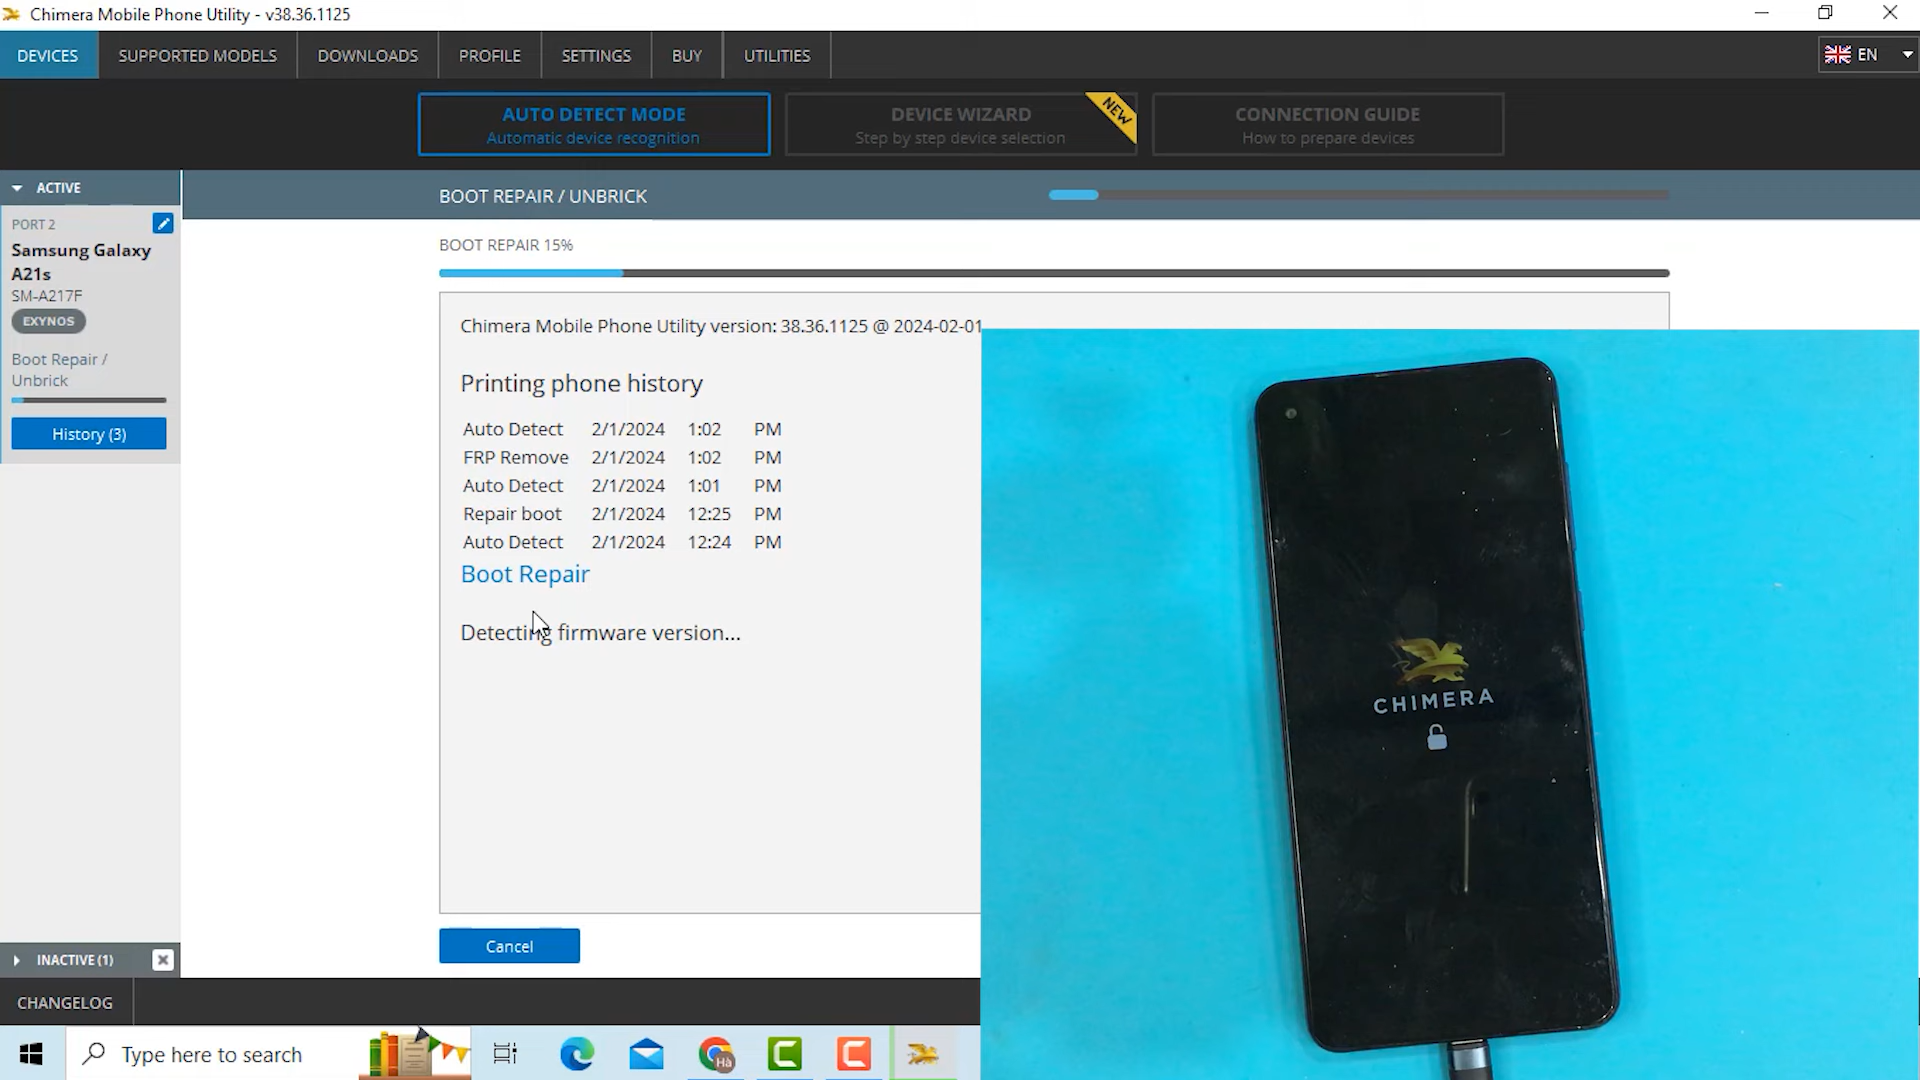 Chimera Mobile Phone Utility - v38.36.1125
DEVICES SUPPORTED MODELS DOWNLOADS PROFILE SETTINGS BUY UTILITIES EN
AUTO DETECT MODE
Automatic device recognition
DEVICE WIZARD
Step by step device selection
NEW
CONNECTION GUIDE
How to prepare devices
ACTIVE
PORT 2
Samsung Galaxy
A21s
SM-A217F
EXYNOS
Boot Repair /
Unbrick
History (3)
BOOT REPAIR / UNBRICK
BOOT REPAIR 15%
Chimera Mobile Phone Utility version: 38.36.1125 @ 2024-02-01
Printing phone history
Auto Detect 2/1/2024 1:02 PM
FRP Remove 2/1/2024 1:02 PM
Auto Detect 2/1/2024 1:01 PM
Repair boot 2/1/2024 12:25 PM
Auto Detect 2/1/2024 12:24 PM
Boot Repair
Detecting firmware version...
CHIMERA
Cancel
INACTIVE (1)
CHANGELOG
Type here to search
Hà